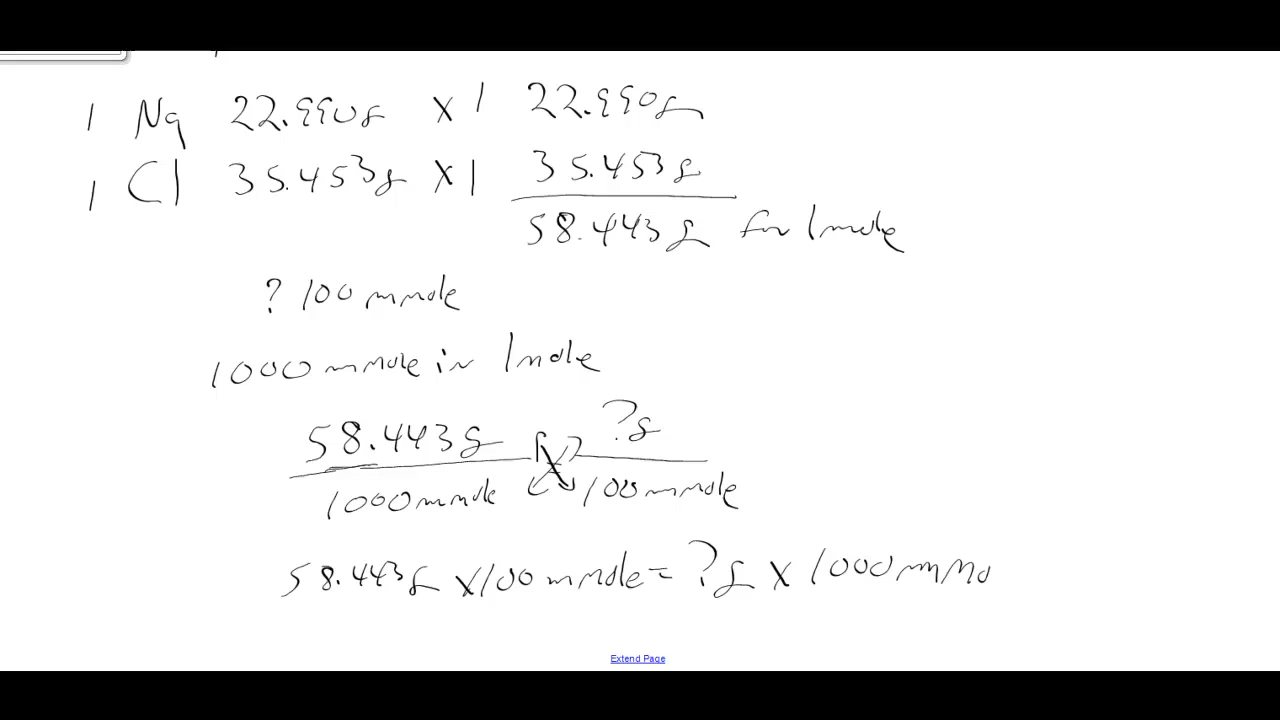 1 Na 22.990g x 1 22.990g
1 Cl 35.453g x 1 35.453g
58.443g for 1 mole
? 100 mmole
1000 mmole in 1 mole
58.443g ?g
1000 mmole 100 mmole
58.443g x 100 mmole = ?g x 1000 mmo
Extend Page